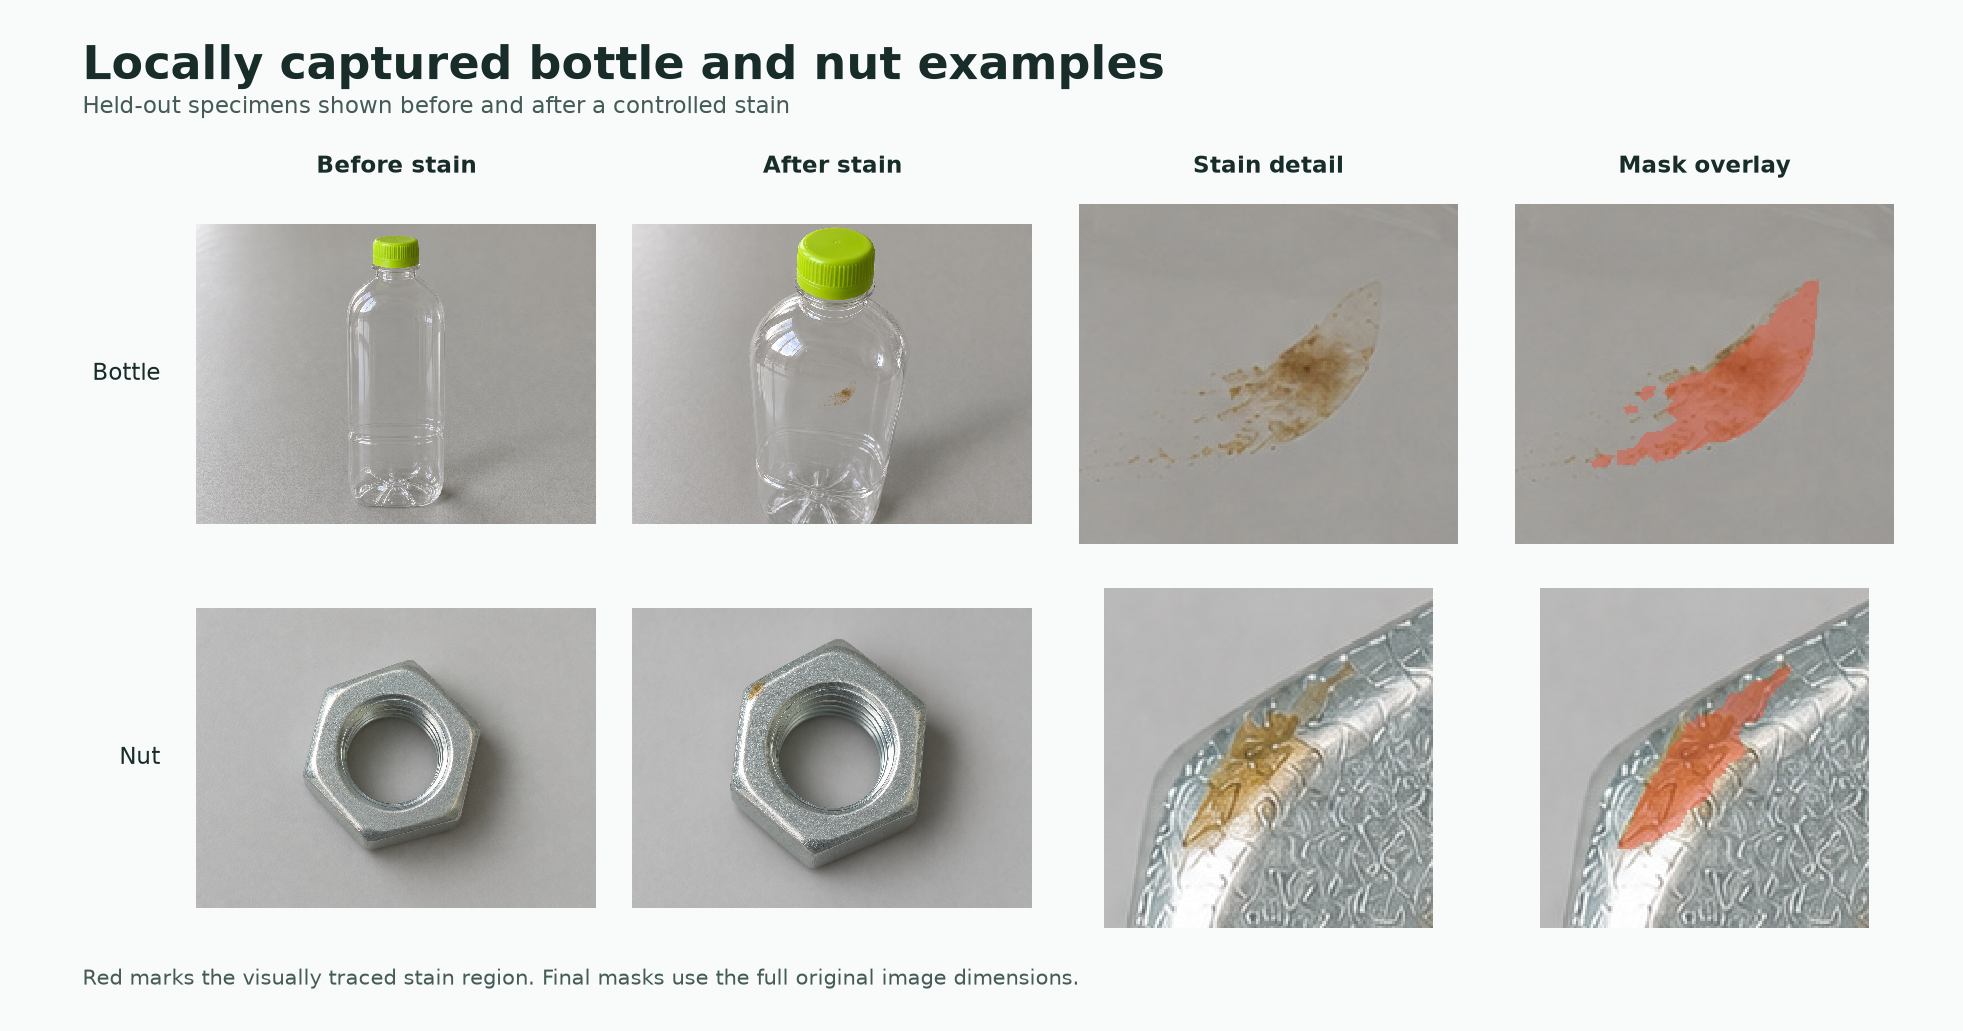 Locally captured bottle and nut examples
Held-out specimens shown before and after a controlled stain
Before stain
After stain
Stain detail
Mask overlay
Bottle
Nut
Red marks the visually traced stain region. Final masks use the full original image dimensions.